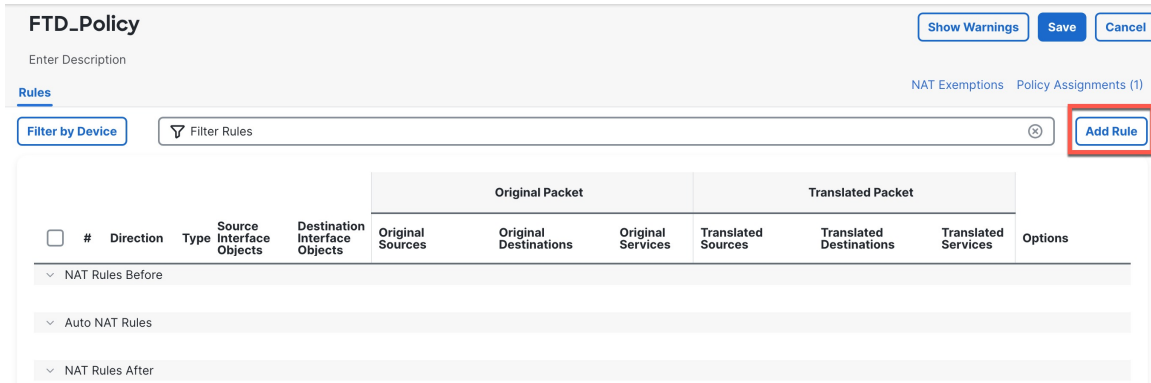 FTD_Policy
Show Warnings
Save
Cancel
Enter Description
NAT Exemptions
Policy Assignments (1)
Rules
Filter by Device
Filter Rules
Add Rule
Original Packet
Translated Packet
#
Direction
Type
Source Interface Objects
Destination Interface Objects
Original Sources
Original Destinations
Original Services
Translated Sources
Translated Destinations
Translated Services
Options
NAT Rules Before
Auto NAT Rules
NAT Rules After